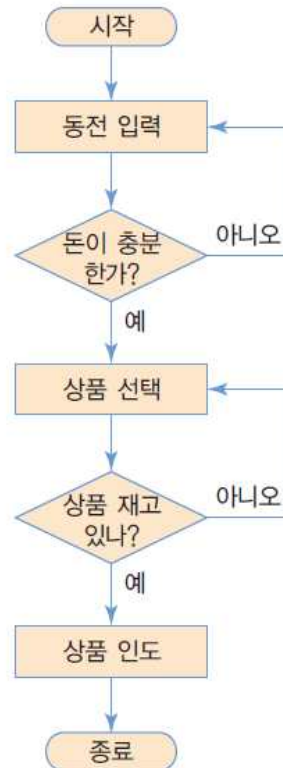 시작
동전 입력
돈이 충분
한가?
아니오
예
상품 선택
상품 재고
있나?
아니오
예
상품 인도
종료